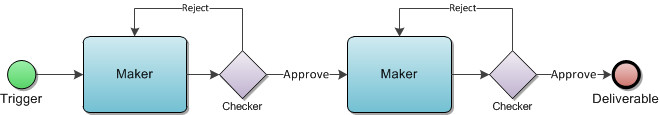 Reject
Reject
Maker
Maker
Approve
Approve
Trigger
Checker
Checker
Deliverable